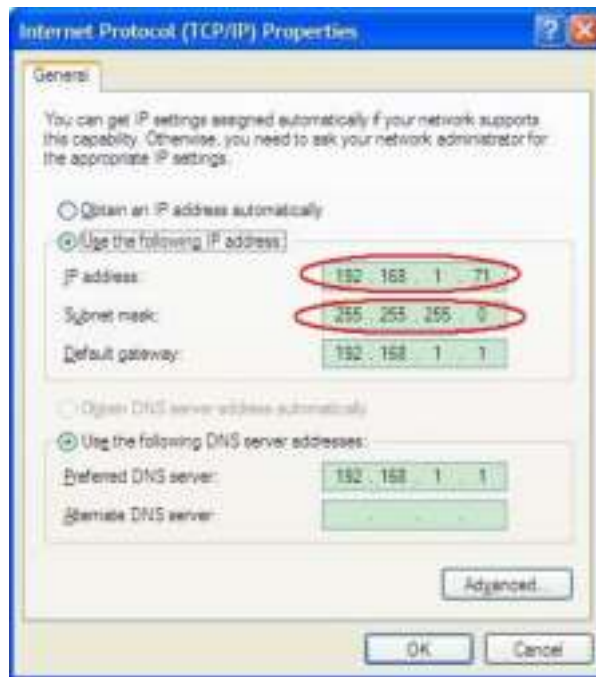 Internet Protocol (TCP/IP) Properties
General
You can get IP settings assigned automatically if your network supports
this capability. Otherwise, you need to ask your network administrator for
the appropriate IP settings.
Obtain an IP address automatically
Use the following IP address:
IP address: 192 . 168 . 1 . 71
Subnet mask: 255 . 255 . 255 . 0
Default gateway: 192 . 168 . 1 . 1
Obtain DNS server address automatically
Use the following DNS server addresses:
Preferred DNS server: 192 . 168 . 1 . 1
Alternate DNS server: . . .
Advanced...
OK Cancel